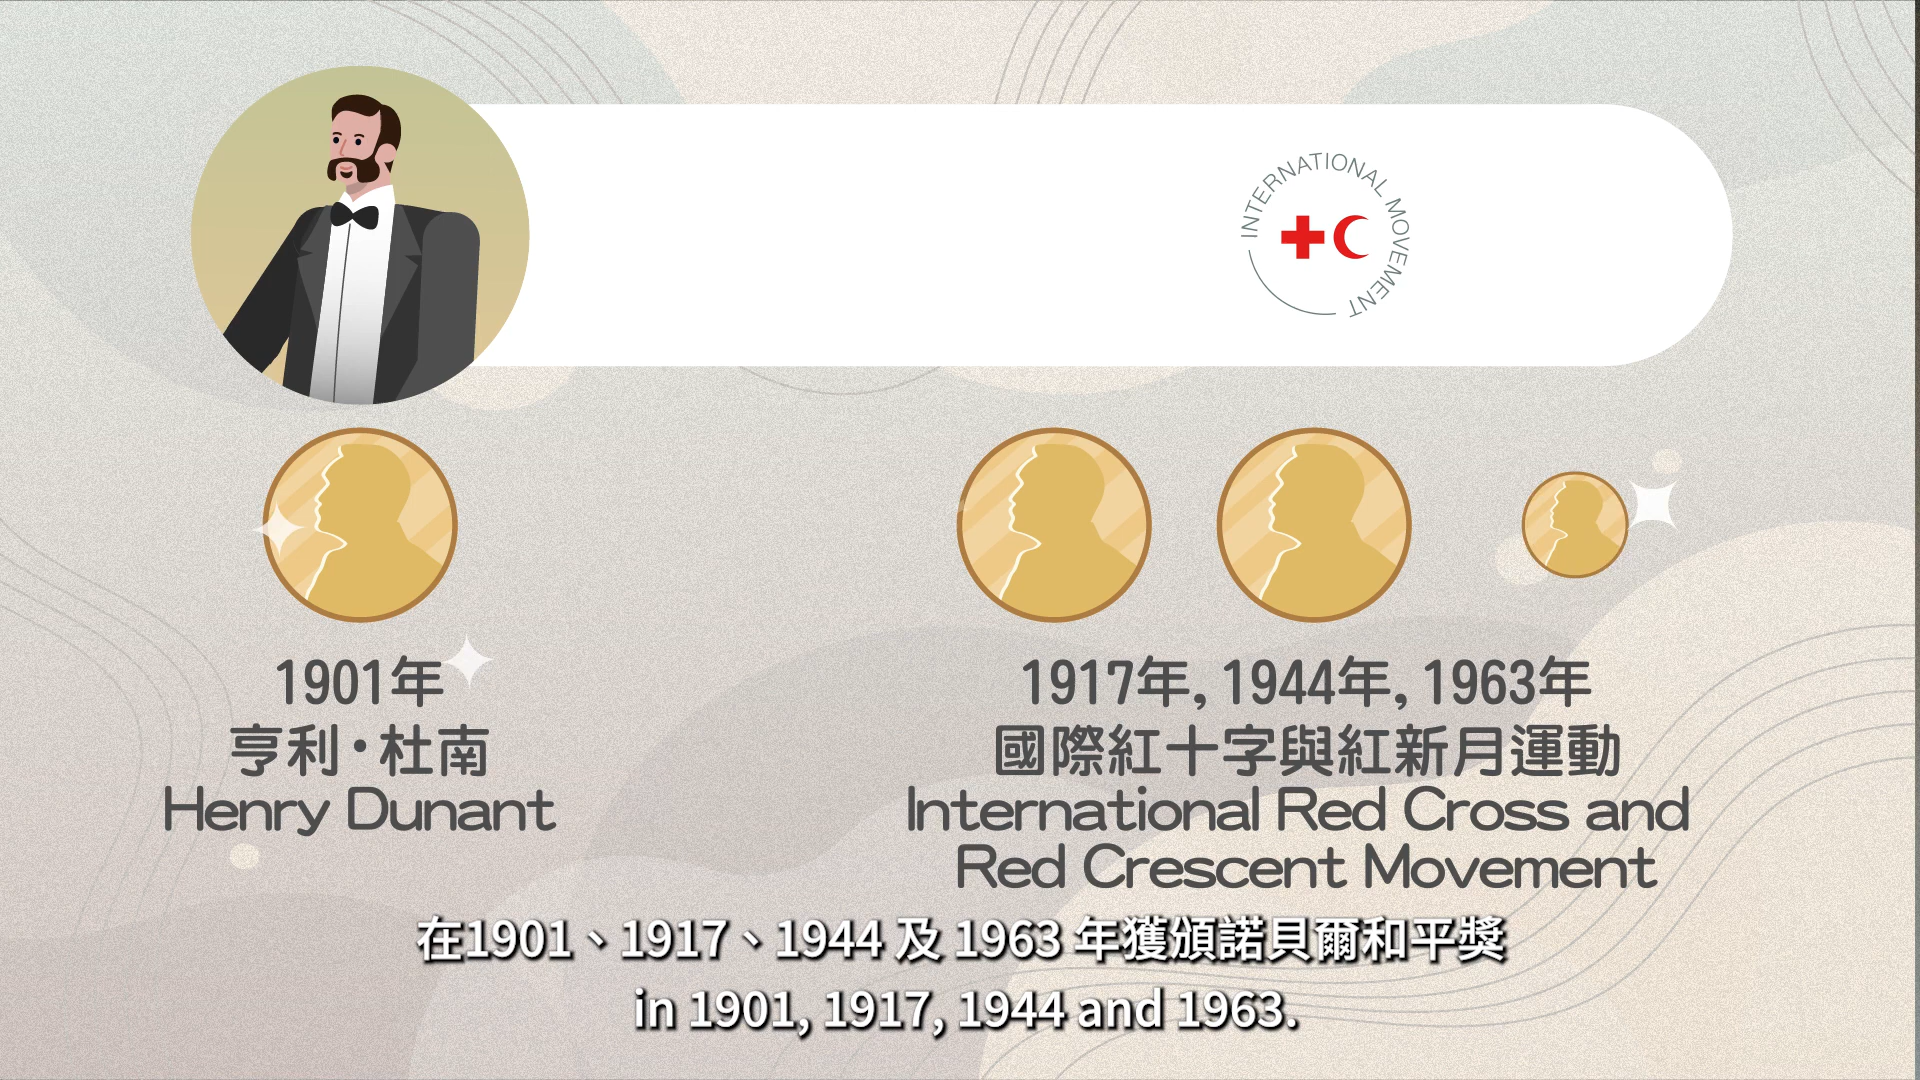 INTERNATIONAL MOVEMENT
1901年
亨利·杜南
Henry Dunant
1917年, 1944年, 1963年
國際紅十字與紅新月運動
International Red Cross and
Red Crescent Movement
在1901、1917、1944 及 1963 年獲頒諾貝爾和平獎
in 1901, 1917, 1944 and 1963.